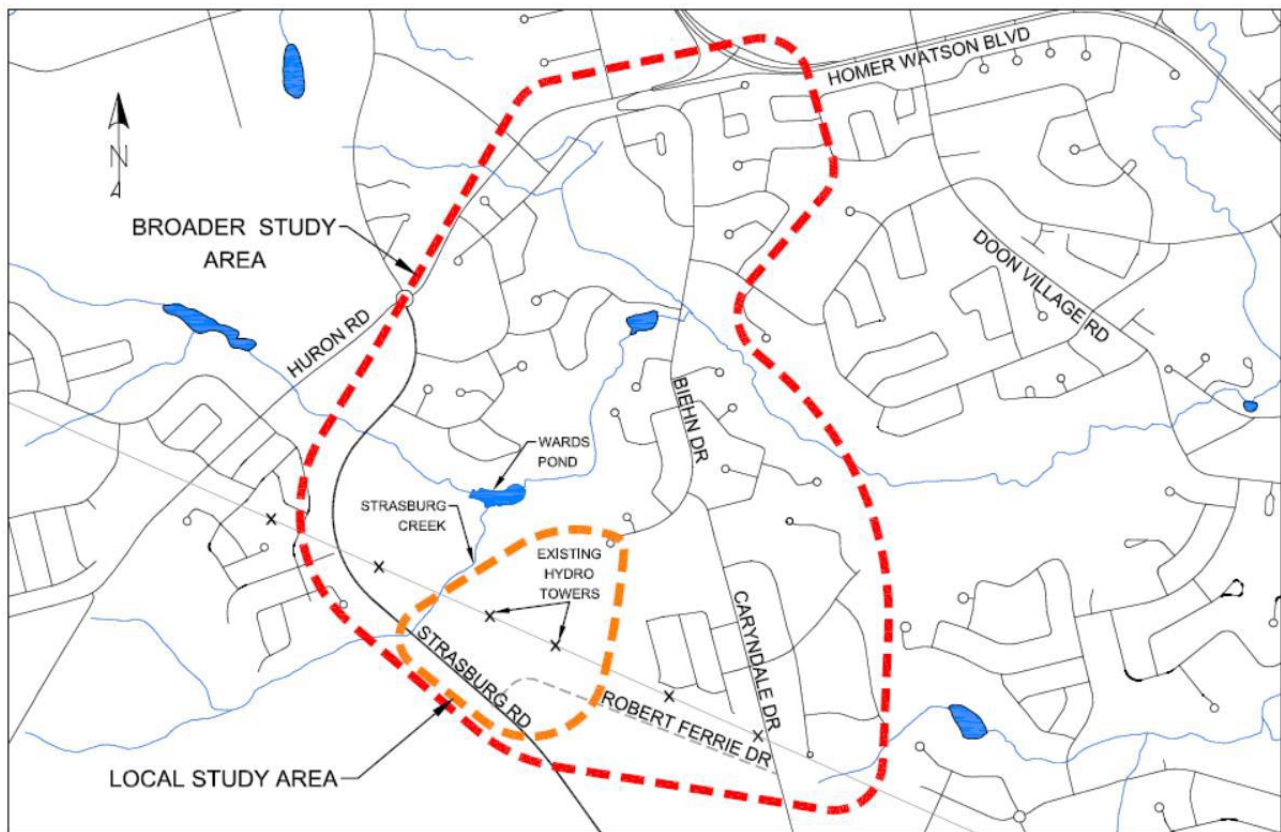 HOMER WATSON BLVD
N
BROADER STUDY
AREA
HURON RD
DOON VILLAGE RD
BIEHN DR
WARDS
POND
STRASBURG
CREEK
EXISTING
HYDRO
TOWERS
CARYNDALE DR
STRASBURG RD
ROBERT FERRIE DR
LOCAL STUDY AREA